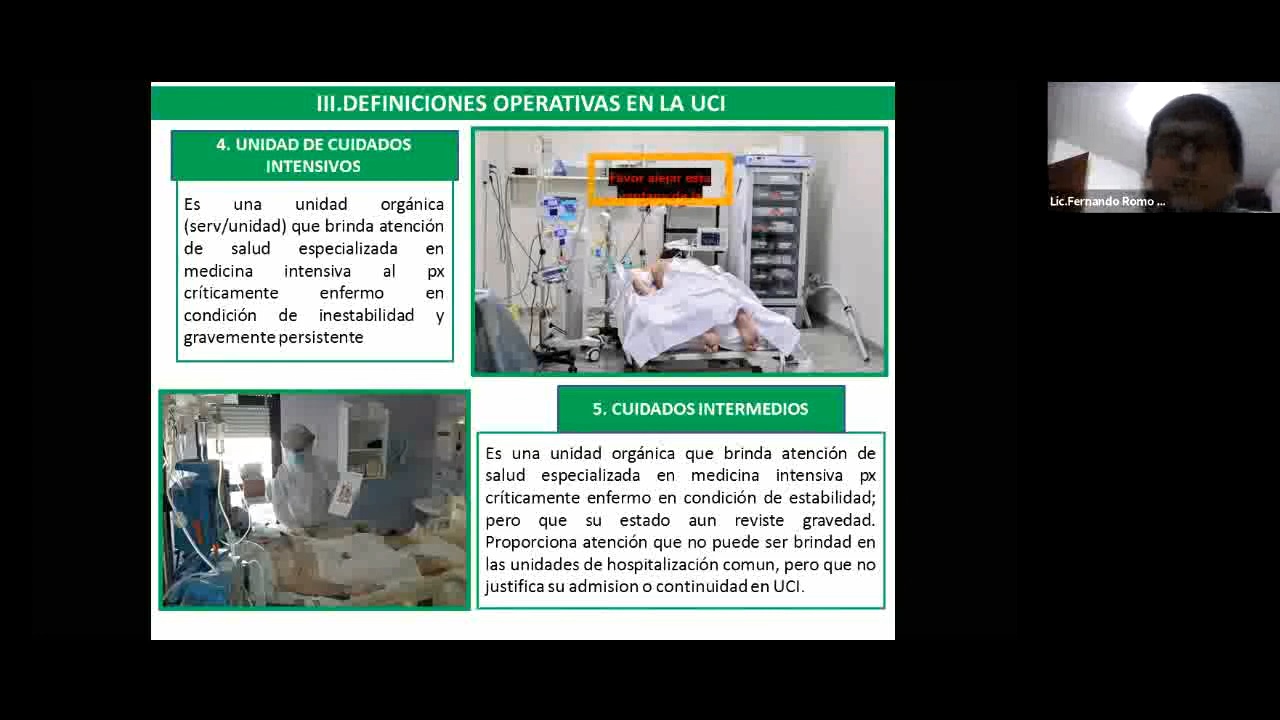 III.DEFINICIONES OPERATIVAS EN LA UCI
4. UNIDAD DE CUIDADOS
INTENSIVOS
Es una unidad orgánica
(serv/unidad) que brinda atención
de salud especializada en
medicina intensiva al px
críticamente enfermo en
condición de inestabilidad y
gravemente persistente
Favor alejar esta
ventana de la
5. CUIDADOS INTERMEDIOS
Es una unidad orgánica que brinda atención de
salud especializada en medicina intensiva px
críticamente enfermo en condición de estabilidad;
pero que su estado aun reviste gravedad.
Proporciona atención que no puede ser brindad en
las unidades de hospitalización comun, pero que no
justifica su admision o continuidad en UCI.
Lic.Fernando Romo ...